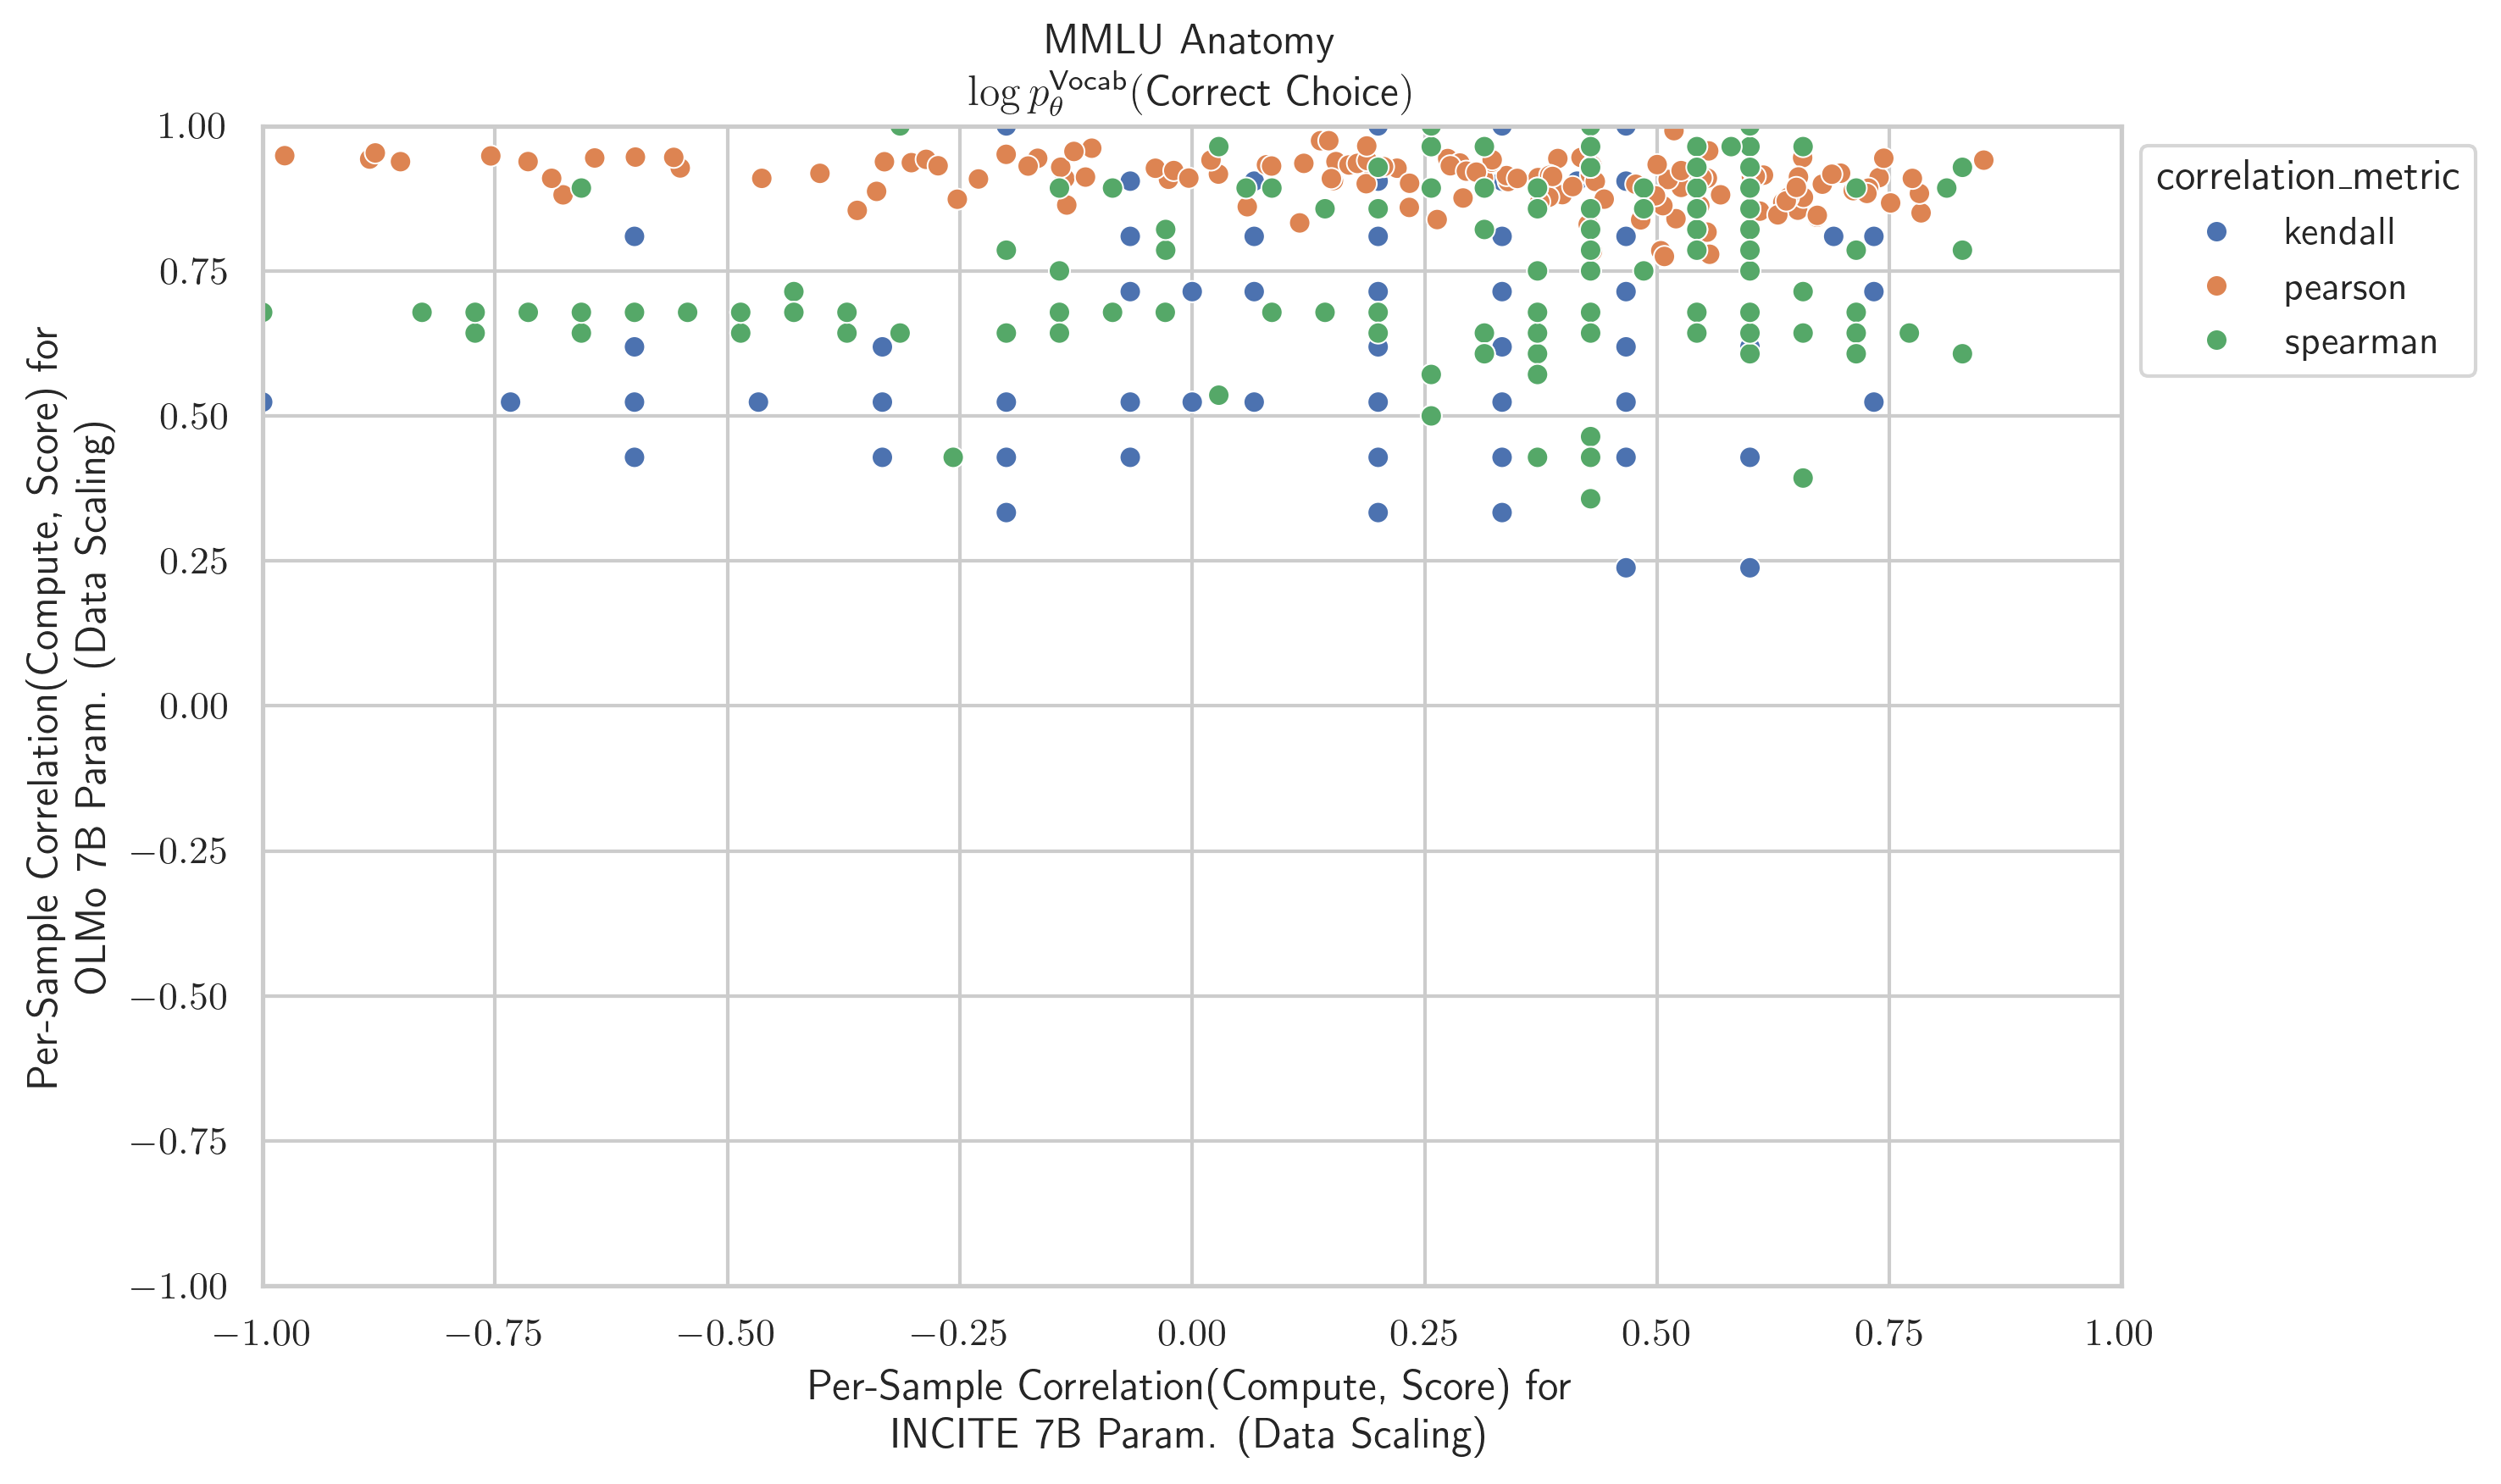 MMLU Anatomy
log p_θ^Vocab(Correct Choice)
1.00
0.75
0.50
0.25
0.00
−0.25
−0.50
−0.75
−1.00
Per-Sample Correlation(Compute, Score) for
OLMo 7B Param. (Data Scaling)
−1.00 −0.75 −0.50 −0.25 0.00 0.25 0.50 0.75 1.00
Per-Sample Correlation(Compute, Score) for
INCITE 7B Param. (Data Scaling)
correlation_metric
kendall
pearson
spearman